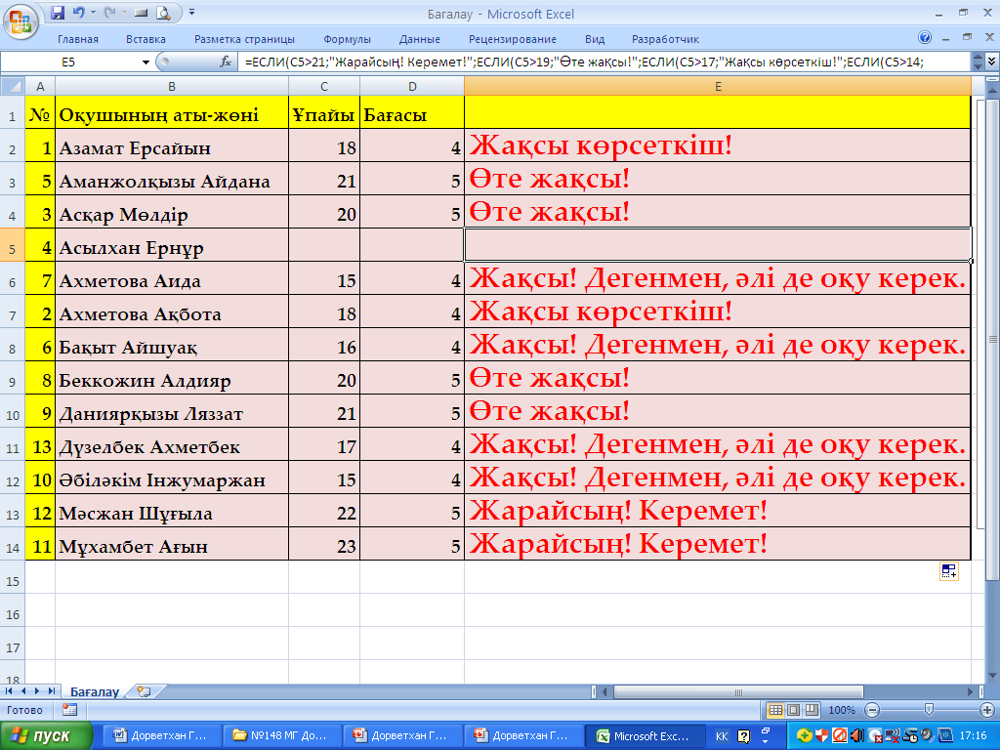 Бағалау - Microsoft Excel
Главная Вставка Разметка страницы Формулы Данные Рецензирование Вид Разработчик
E5 fx =ЕСЛИ(C5>21;"Жарайсың! Керемет!";ЕСЛИ(C5>19;"Өте жақсы!";ЕСЛИ(C5>17;"Жақсы көрсеткіш!";ЕСЛИ(C5>14;
A B C D E
1 № Оқушының аты-жөні Ұпайы Бағасы
2 1 Азамат Ерсайын 18 4 Жақсы көрсеткіш!
3 5 Аманжолқызы Айдана 21 5 Өте жақсы!
4 3 Асқар Мөлдір 20 5 Өте жақсы!
5 4 Асылхан Ернұр
6 7 Ахметова Аида 15 4 Жақсы! Дегенмен, әлі де оқу керек.
7 2 Ахметова Ақбота 18 4 Жақсы көрсеткіш!
8 6 Бақыт Айшуақ 16 4 Жақсы! Дегенмен, әлі де оқу керек.
9 8 Беккожин Алдияр 20 5 Өте жақсы!
10 9 Даниярқызы Ляззат 21 5 Өте жақсы!
11 13 Дүзелбек Ахметбек 17 4 Жақсы! Дегенмен, әлі де оқу керек.
12 10 Әбіләкім Інжумаржан 15 4 Жақсы! Дегенмен, әлі де оқу керек.
13 12 Мәсжан Шұғыла 22 5 Жарайсың! Керемет!
14 11 Мұхамбет Ағын 23 5 Жарайсың! Керемет!
15
16
17
18
Бағалау
Готово 100%
пуск Дорветхан Г... №148 МГ До... Дорветхан Г... Дорветхан Г... Microsoft Exc... KK 17:16